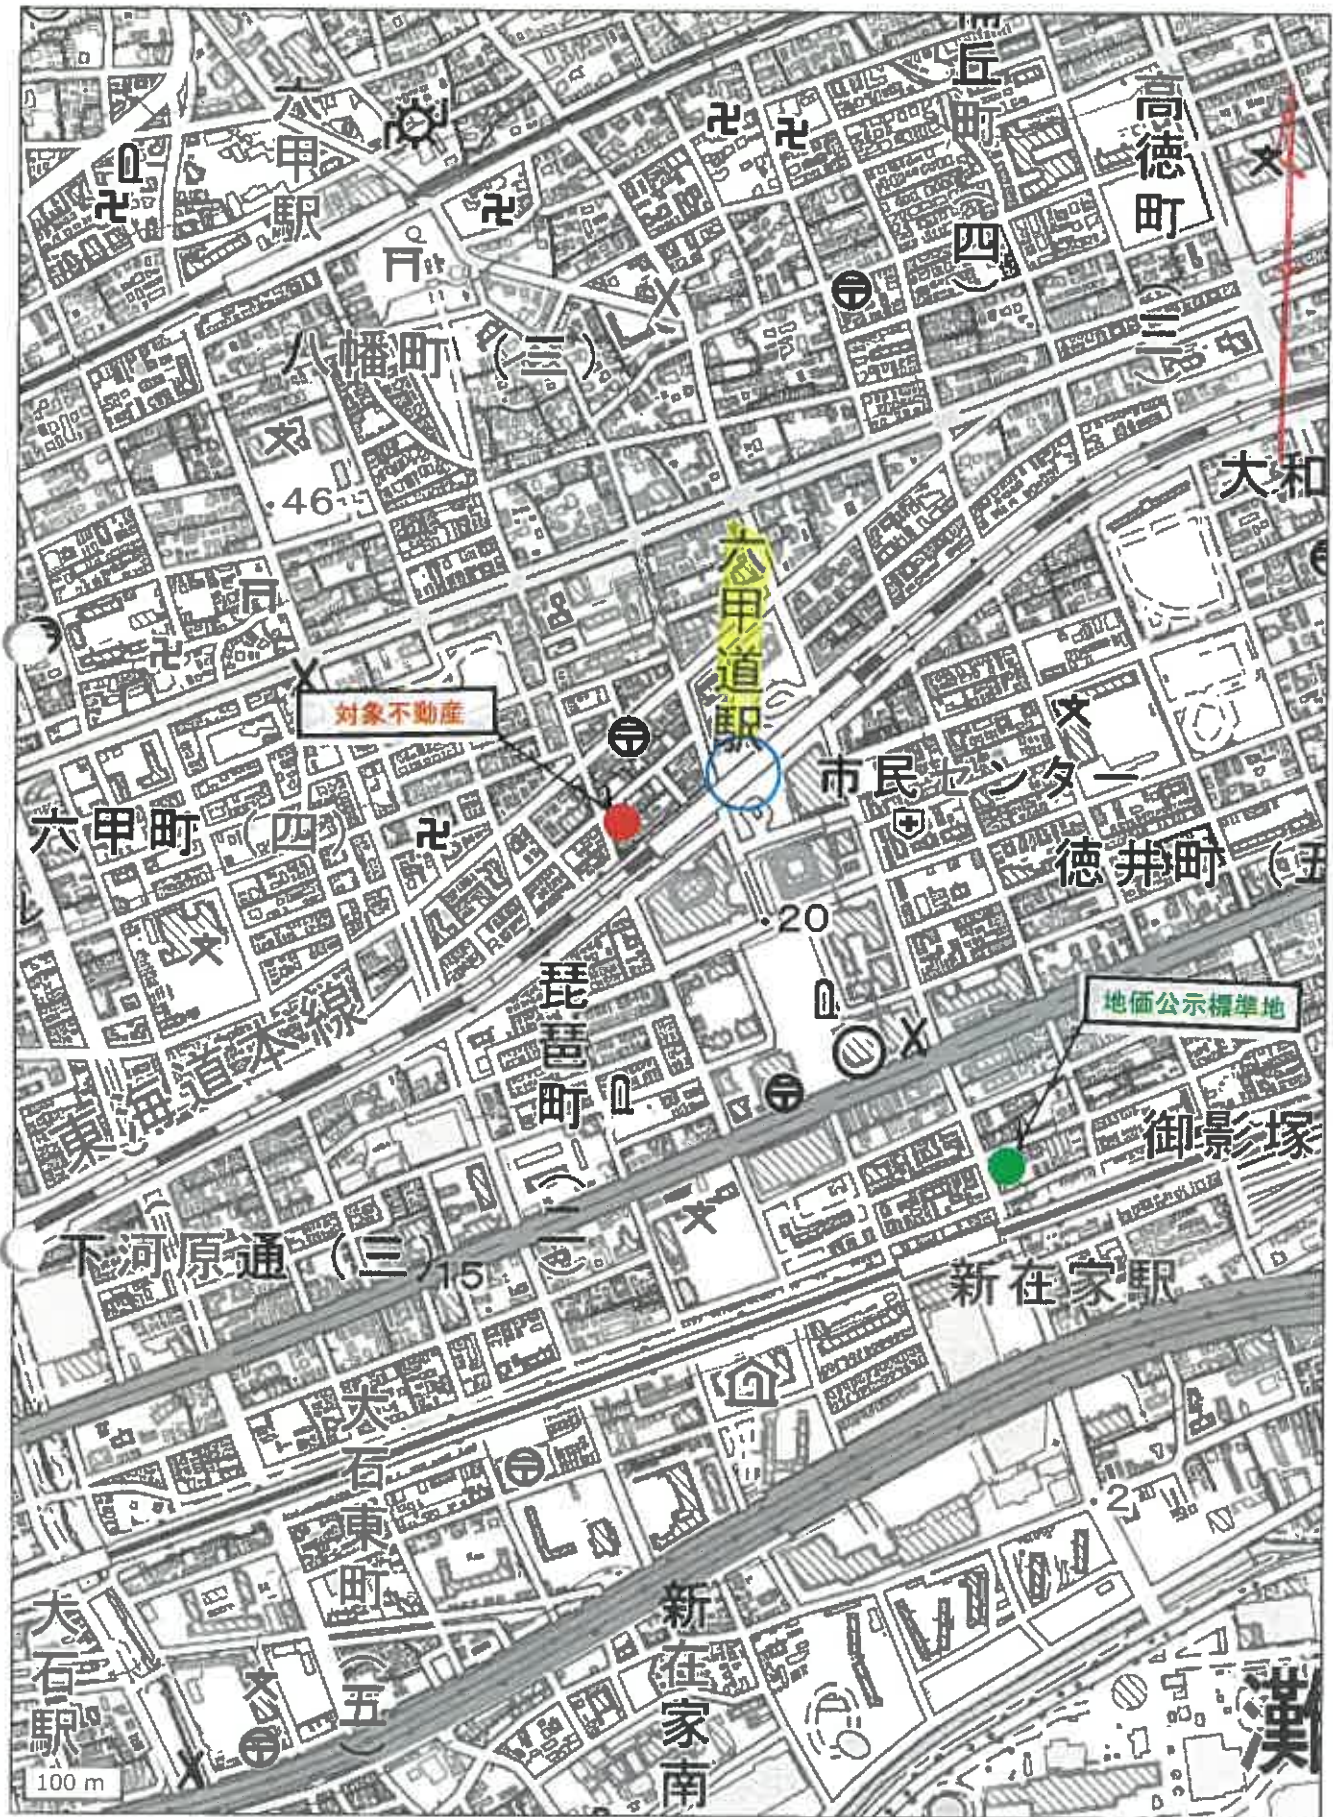 丘町(四)
高徳町(三)
六甲駅
八幡町(三)
46
大和
六甲道駅
対象不動産
市民センター
六甲町(四)
徳井町(五
20
琵琶町(二)
地価公示標準地
東海道本線
御影塚
下河原通(三)
15
新在家駅
大石東町(五)
2
大石駅
新在家南
灘
100 m